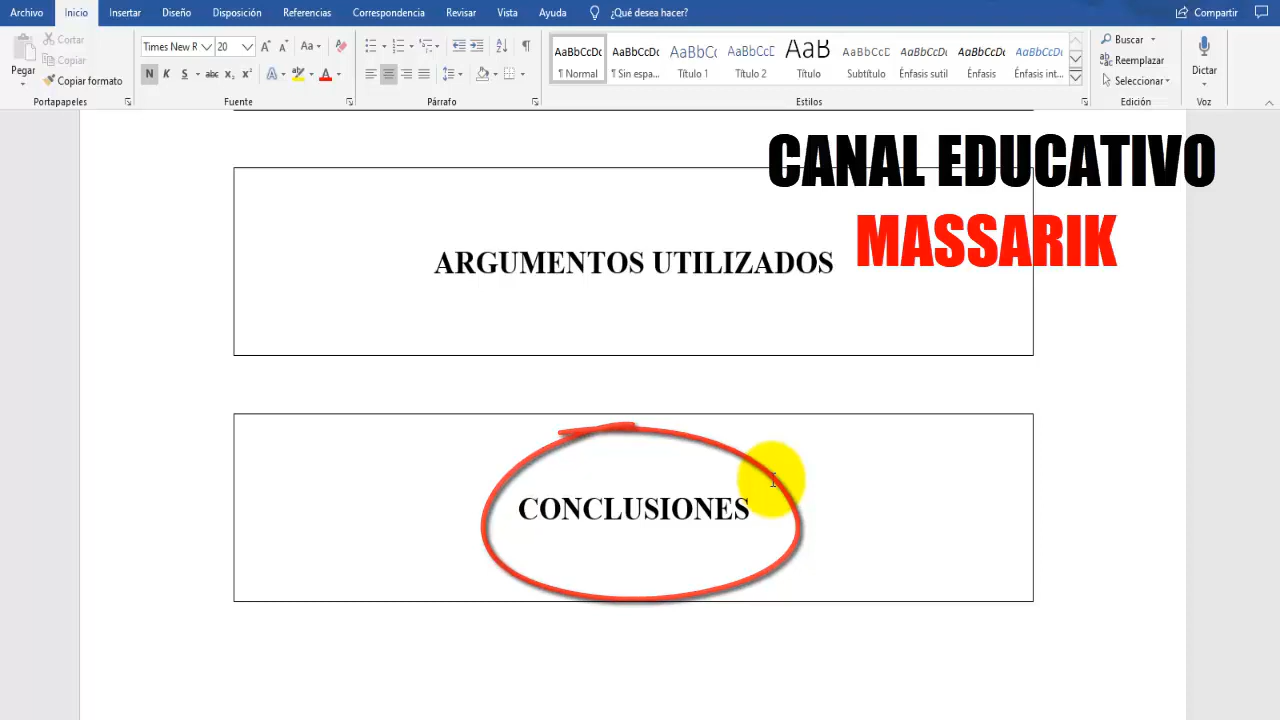 Archivo Inicio Insertar Diseño Disposición Referencias Correspondencia Revisar Vista Ayuda ¿Qué desea hacer? Compartir
Pegar
Cortar
Copiar
Copiar formato
Portapapeles
Times New R 20 Aa
N K S abc x₂ x² A A
Fuente
Párrafo
AaBbCcDc AaBbCcDc AaBbCc AaBbCcE AaB AaBbCcD AaBbCcDc AaBbCcDc AaBbCcDc
¶ Normal ¶ Sin espa... Título 1 Título 2 Título Subtítulo Énfasis sutil Énfasis Énfasis int...
Estilos
Buscar
Reemplazar
Seleccionar
Edición
Dictar
Voz
CANAL EDUCATIVO
MASSARIK
ARGUMENTOS UTILIZADOS
CONCLUSIONES